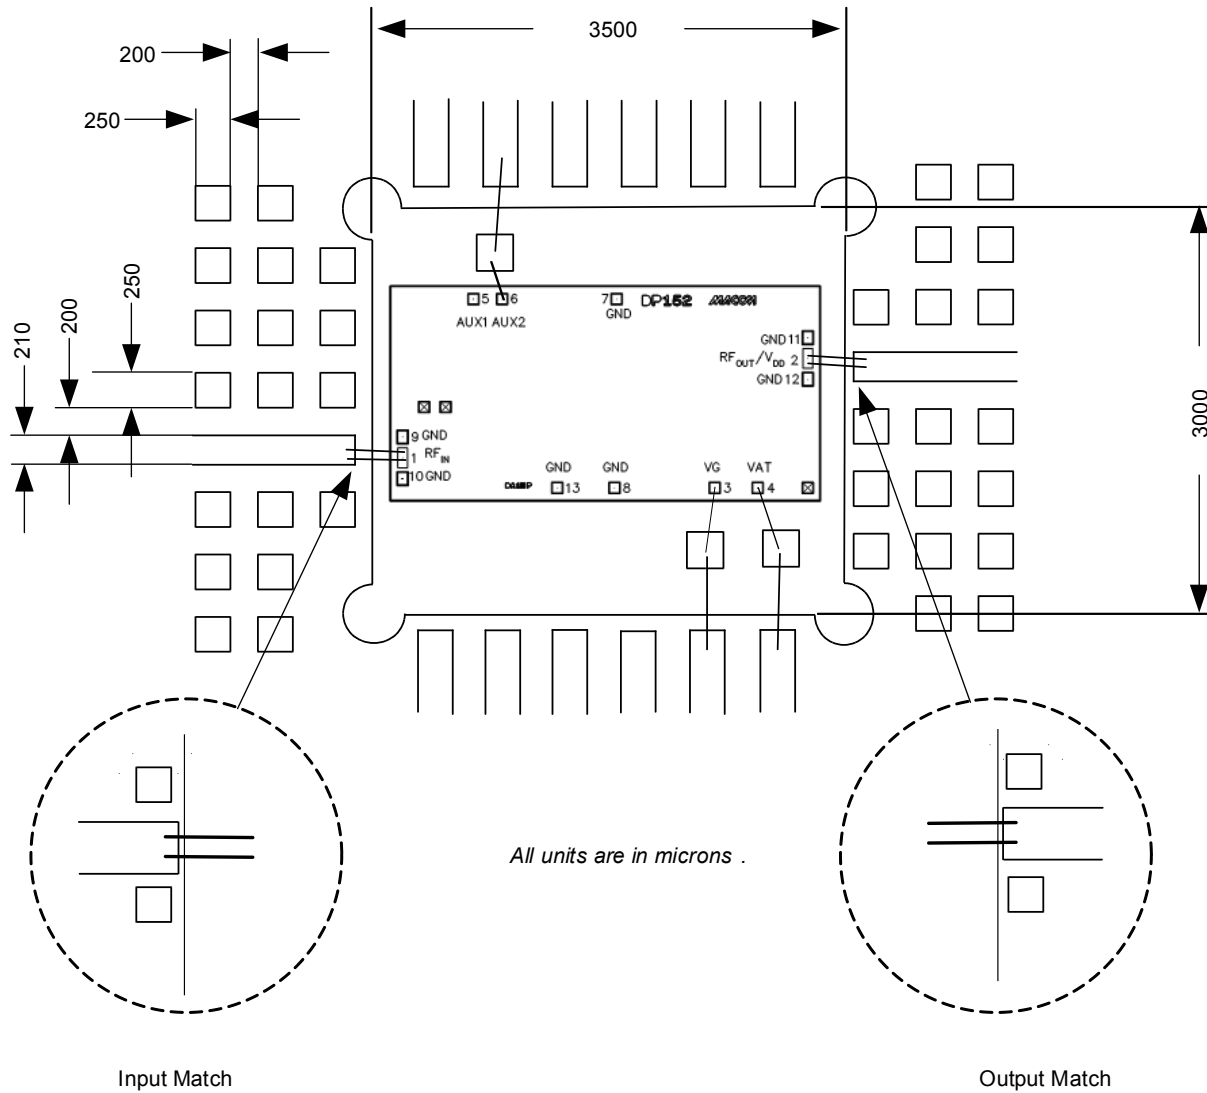 3500
200
250
250
200
210
5 6
AUX1 AUX2
7
GND
DP152 MACOM
GND 11
RFOUT/VDD 2
GND 12
3000
9 GND
1 RFIN
10 GND
GND
13
GND
8
VG
3
VAT
4
All units are in microns .
Input Match
Output Match